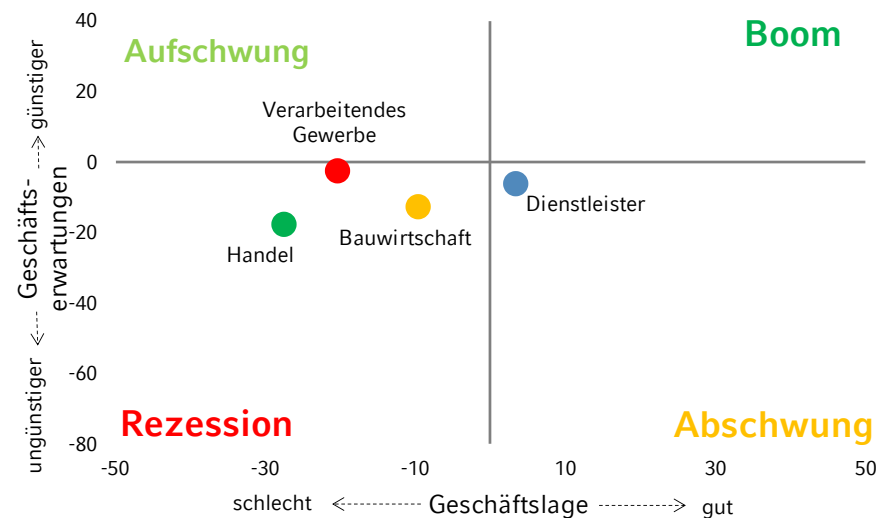 40
Boom
Aufschwung
20
Verarbeitendes
Gewerbe
0
Dienstleister
-20
Bauwirtschaft
Handel
-40
-60
Rezession
Abschwung
-80
-50
-30
-10
10
30
50
schlecht
Geschäftslage
gut
ungünstiger
Geschäfts-
erwartungen
günstiger